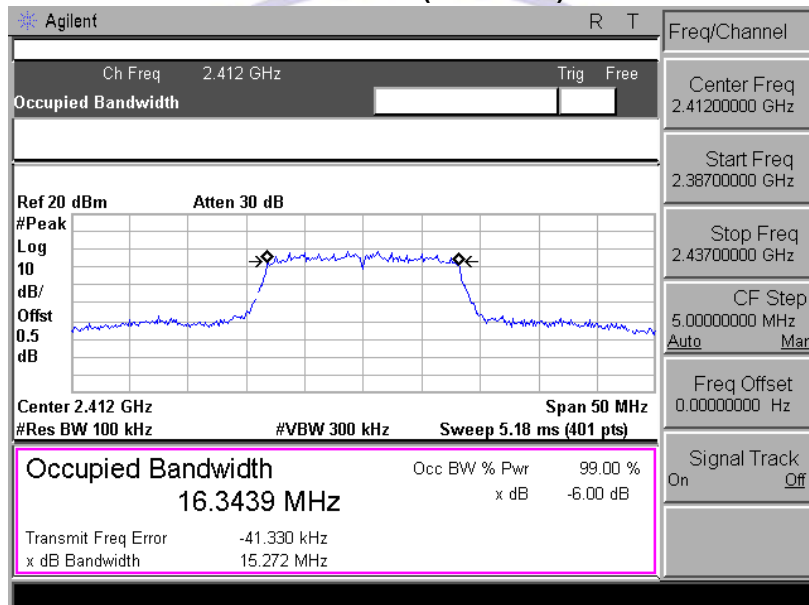 Agilent R T
Ch Freq 2.412 GHz Trig Free
Occupied Bandwidth
Ref 20 dBm Atten 30 dB
#Peak
Log
10
dB/
Offst
0.5
dB
Center 2.412 GHz Span 50 MHz
#Res BW 100 kHz #VBW 300 kHz Sweep 5.18 ms (401 pts)
Occupied Bandwidth
16.3439 MHz
Occ BW % Pwr 99.00 %
x dB -6.00 dB
Transmit Freq Error -41.330 kHz
x dB Bandwidth 15.272 MHz
Freq/Channel
Center Freq
2.41200000 GHz
Start Freq
2.38700000 GHz
Stop Freq
2.43700000 GHz
CF Step
5.00000000 MHz
Auto Man
Freq Offset
0.00000000 Hz
Signal Track
On Off